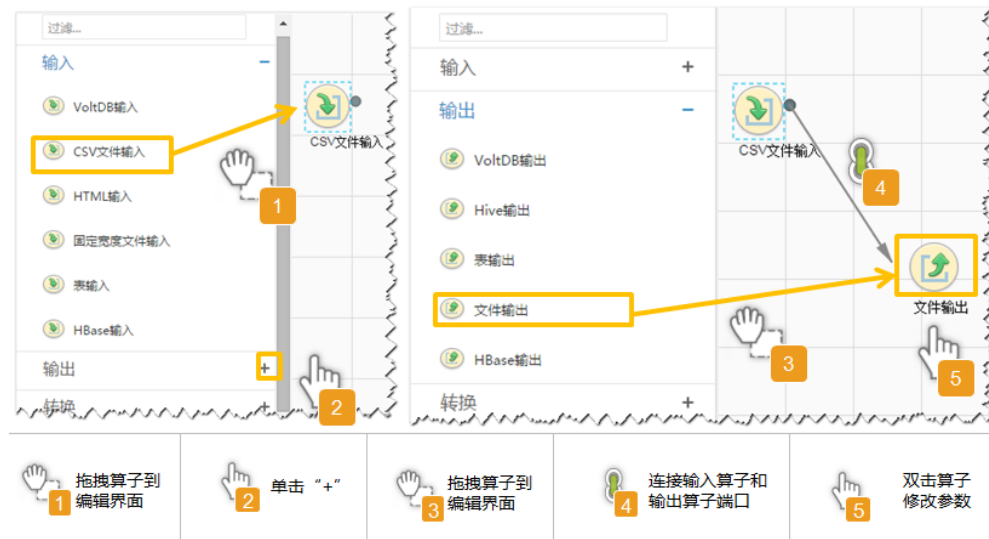 过滤...
输入
VoltDB输入
CSV文件输入
HTML输入
固定宽度文件输入
表输入
HBase输入
输出
转换
CSV文件输入
1
2
过滤...
输入
输出
VoltDB输出
Hive输出
表输出
文件输出
HBase输出
转换
CSV文件输入
4
文件输出
3
5
1
拖拽算子到
编辑界面
2
单击“+”
3
拖拽算子到
编辑界面
4
连接输入算子和
输出算子端口
5
双击算子
修改参数